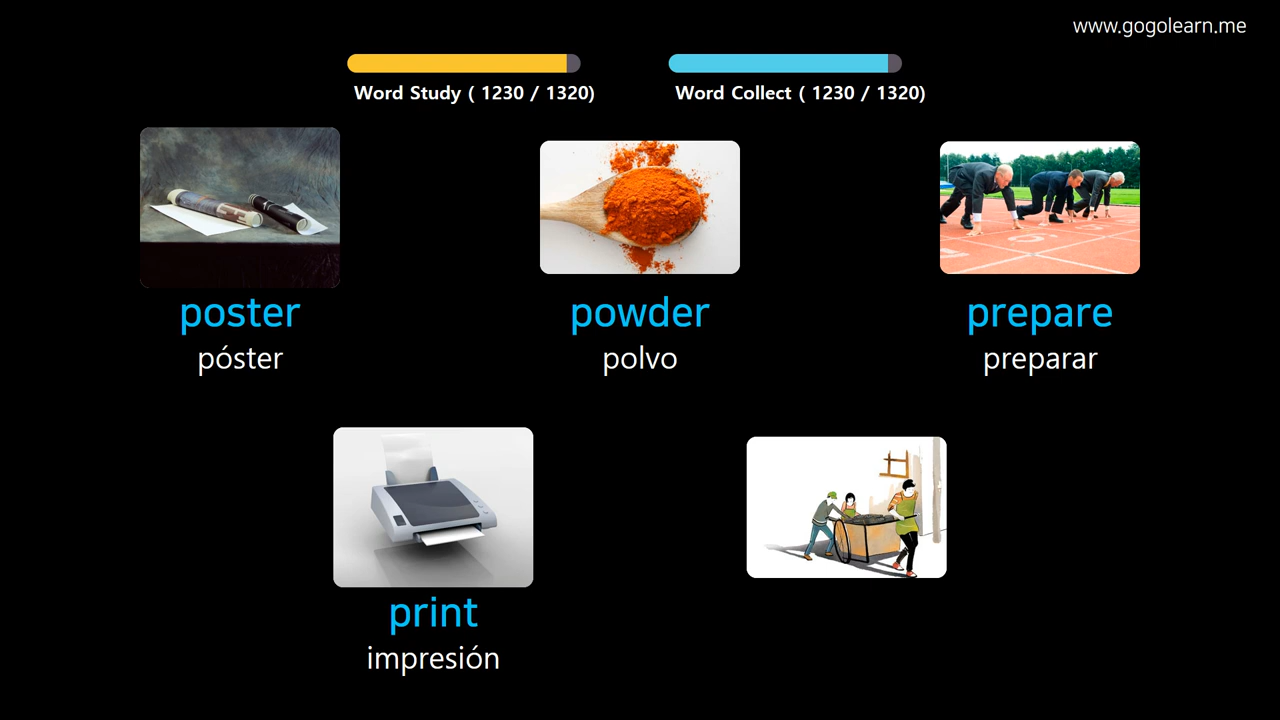 www.gogolearn.me
Word Study ( 1230 / 1320)
Word Collect ( 1230 / 1320)
poster
póster
powder
polvo
prepare
preparar
print
impresión